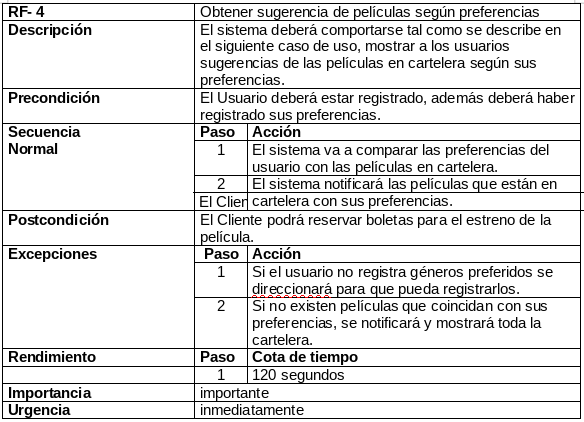 RF- 4 Obtener sugerencia de películas según preferencias
Descripción El sistema deberá comportarse tal como se describe en
el siguiente caso de uso, mostrar a los usuarios
sugerencias de las películas en cartelera según sus
preferencias.
Precondición El Usuario deberá estar registrado, además deberá haber
registrado sus preferencias.
Secuencia Paso Acción
Normal 1 El sistema va a comparar las preferencias del
usuario con las películas en cartelera.
2 El sistema notificará las películas que están en
El Clien cartelera con sus preferencias.
Postcondición El Cliente podrá reservar boletas para el estreno de la
película.
Excepciones Paso Acción
1 Si el usuario no registra géneros preferidos se
direccionará para que pueda registrarlos.
2 Si no existen películas que coincidan con sus
preferencias, se notificará y mostrará toda la
cartelera.
Rendimiento Paso Cota de tiempo
1 120 segundos
Importancia importante
Urgencia inmediatamente